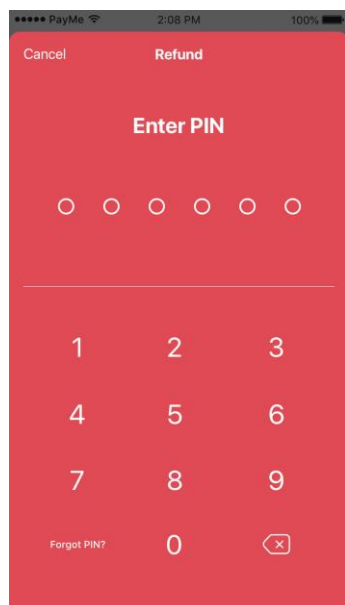 PayMe 2:08 PM 100%
Cancel Refund
Enter PIN
1 2 3
4 5 6
7 8 9
Forgot PIN? 0